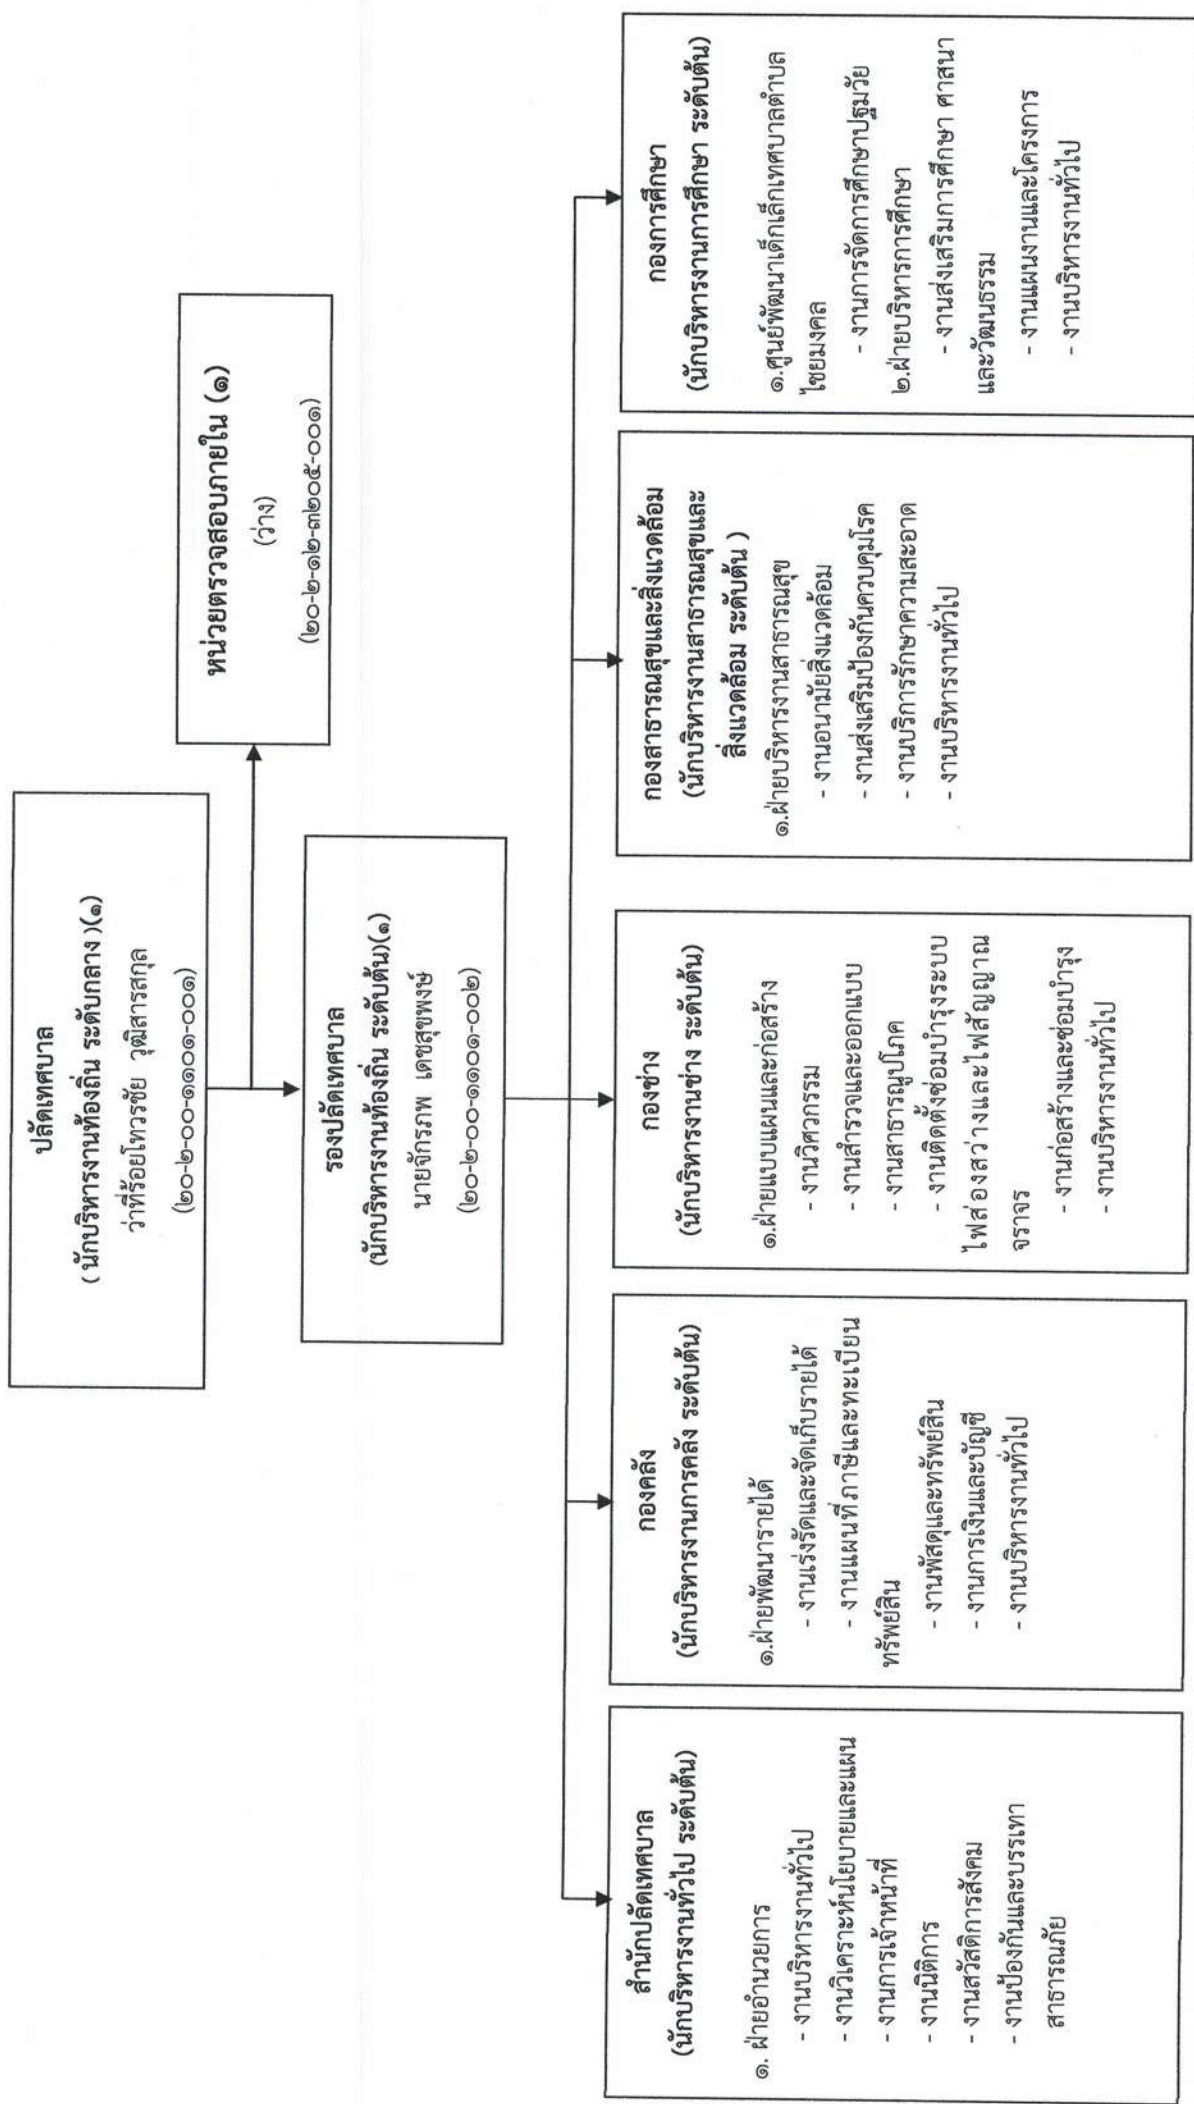 ปลัดเทศบาล
( นักบริหารงานท้องถิ่น ระดับกลาง )(๑)
ว่าที่ร้อยโทวรชัย วุฒิสารสกุล
(๒๐-๒-๐๐-๑๑๐๑-๐๐๑)
หน่วยตรวจสอบภายใน (๑)
(ว่าง)
(๒๐-๒-๑๒-๓๒๐๕-๐๐๑)
รองปลัดเทศบาล
(นักบริหารงานท้องถิ่น ระดับต้น)(๑)
นายจักรภพ เดชสุขพงษ์
(๒๐-๒-๐๐-๑๑๐๑-๐๐๒)
สำนักปลัดเทศบาล
(นักบริหารงานทั่วไป ระดับต้น)
๑. ฝ่ายอำนวยการ
- งานบริหารงานทั่วไป
- งานวิเคราะห์นโยบายและแผน
- งานการเจ้าหน้าที่
- งานนิติการ
- งานสวัสดิการสังคม
- งานป้องกันและบรรเทา
สาธารณภัย
กองคลัง
(นักบริหารงานการคลัง ระดับต้น)
๑.ฝ่ายพัฒนารายได้
- งานเร่งรัดและจัดเก็บรายได้
- งานแผนที่ภาษีและทะเบียน
ทรัพย์สิน
- งานพัสดุและทรัพย์สิน
- งานการเงินและบัญชี
- งานบริหารงานทั่วไป
กองช่าง
(นักบริหารงานช่าง ระดับต้น)
๑.ฝ่ายแบบแผนและก่อสร้าง
- งานวิศวกรรม
- งานสำรวจและออกแบบ
- งานสาธารณูปโภค
- งานติดตั้งซ่อมบำรุงระบบ
ไฟส่องสว่างและไฟสัญญาณ
จราจร
- งานก่อสร้างและซ่อมบำรุง
- งานบริหารงานทั่วไป
กองสาธารณสุขและสิ่งแวดล้อม
(นักบริหารงานสาธารณสุขและ
สิ่งแวดล้อม ระดับต้น )
๑.ฝ่ายบริหารงานสาธารณสุข
- งานอนามัยสิ่งแวดล้อม
- งานส่งเสริมป้องกันควบคุมโรค
- งานบริการรักษาความสะอาด
- งานบริหารงานทั่วไป
กองการศึกษา
(นักบริหารงานการศึกษา ระดับต้น)
๑.ศูนย์พัฒนาเด็กเล็กเทศบาลตำบล
ไชยมงคล
- งานการจัดการศึกษาปฐมวัย
๒.ฝ่ายบริหารการศึกษา
- งานส่งเสริมการศึกษา ศาสนา
และวัฒนธรรม
- งานแผนงานและโครงการ
- งานบริหารงานทั่วไป